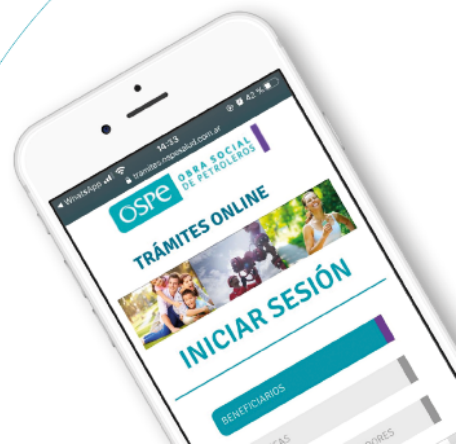 WhatsApp 14:33 42 %
tramites.ospesalud.com.ar
OSPe OBRA SOCIAL
DE PETROLEROS
TRÁMITES ONLINE
INICIAR SESIÓN
BENEFICIARIOS